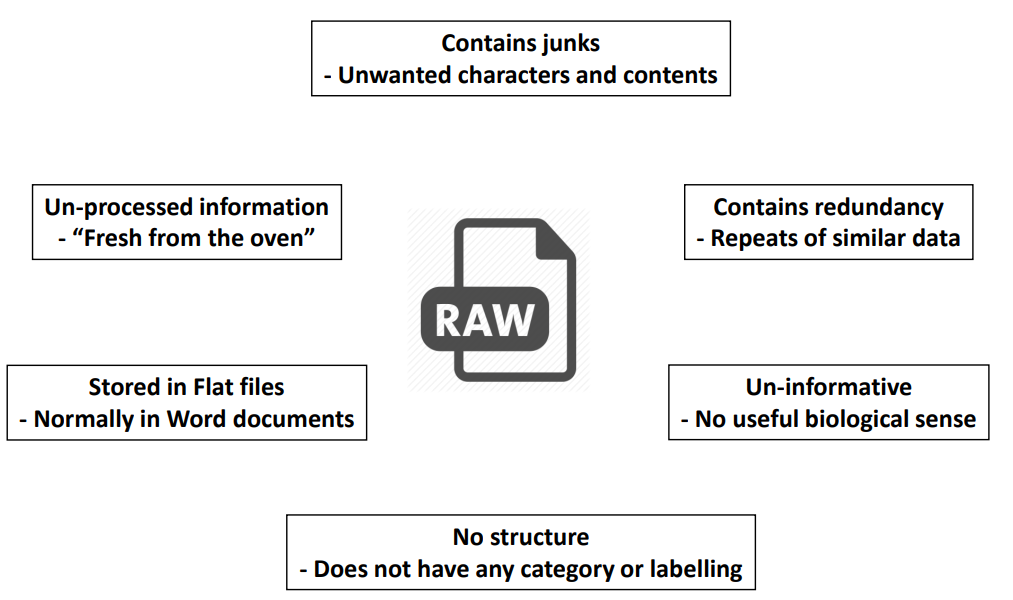 Contains junks
- Unwanted characters and contents
Un-processed information
- “Fresh from the oven”
Contains redundancy
- Repeats of similar data
RAW
Stored in Flat files
- Normally in Word documents
Un-informative
- No useful biological sense
No structure
- Does not have any category or labelling